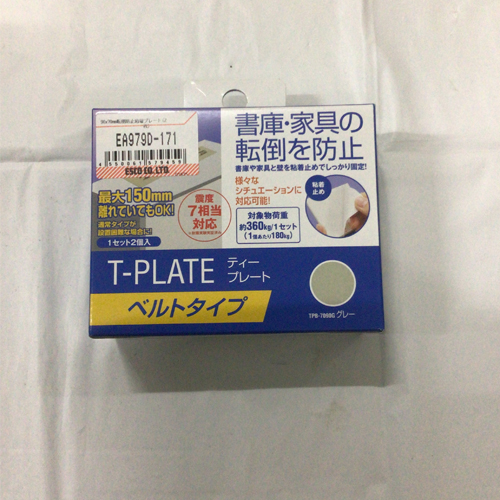 EA979D-171
ESCO CO.,LTD.
書庫・家具の
転倒を防止
書庫や家具と壁を粘着止めでしっかり固定!
様々な
シチュエーションに
対応可能!
粘着
止め
対象物荷重
約360kg/1セット
(1個あたり180kg)
最大150mm
離れていてもOK!
通常タイプが
設置困難な場合に!
1セット2個入
震度
7相当
対応
T-PLATE ティー
プレート
ベルトタイプ
グレー